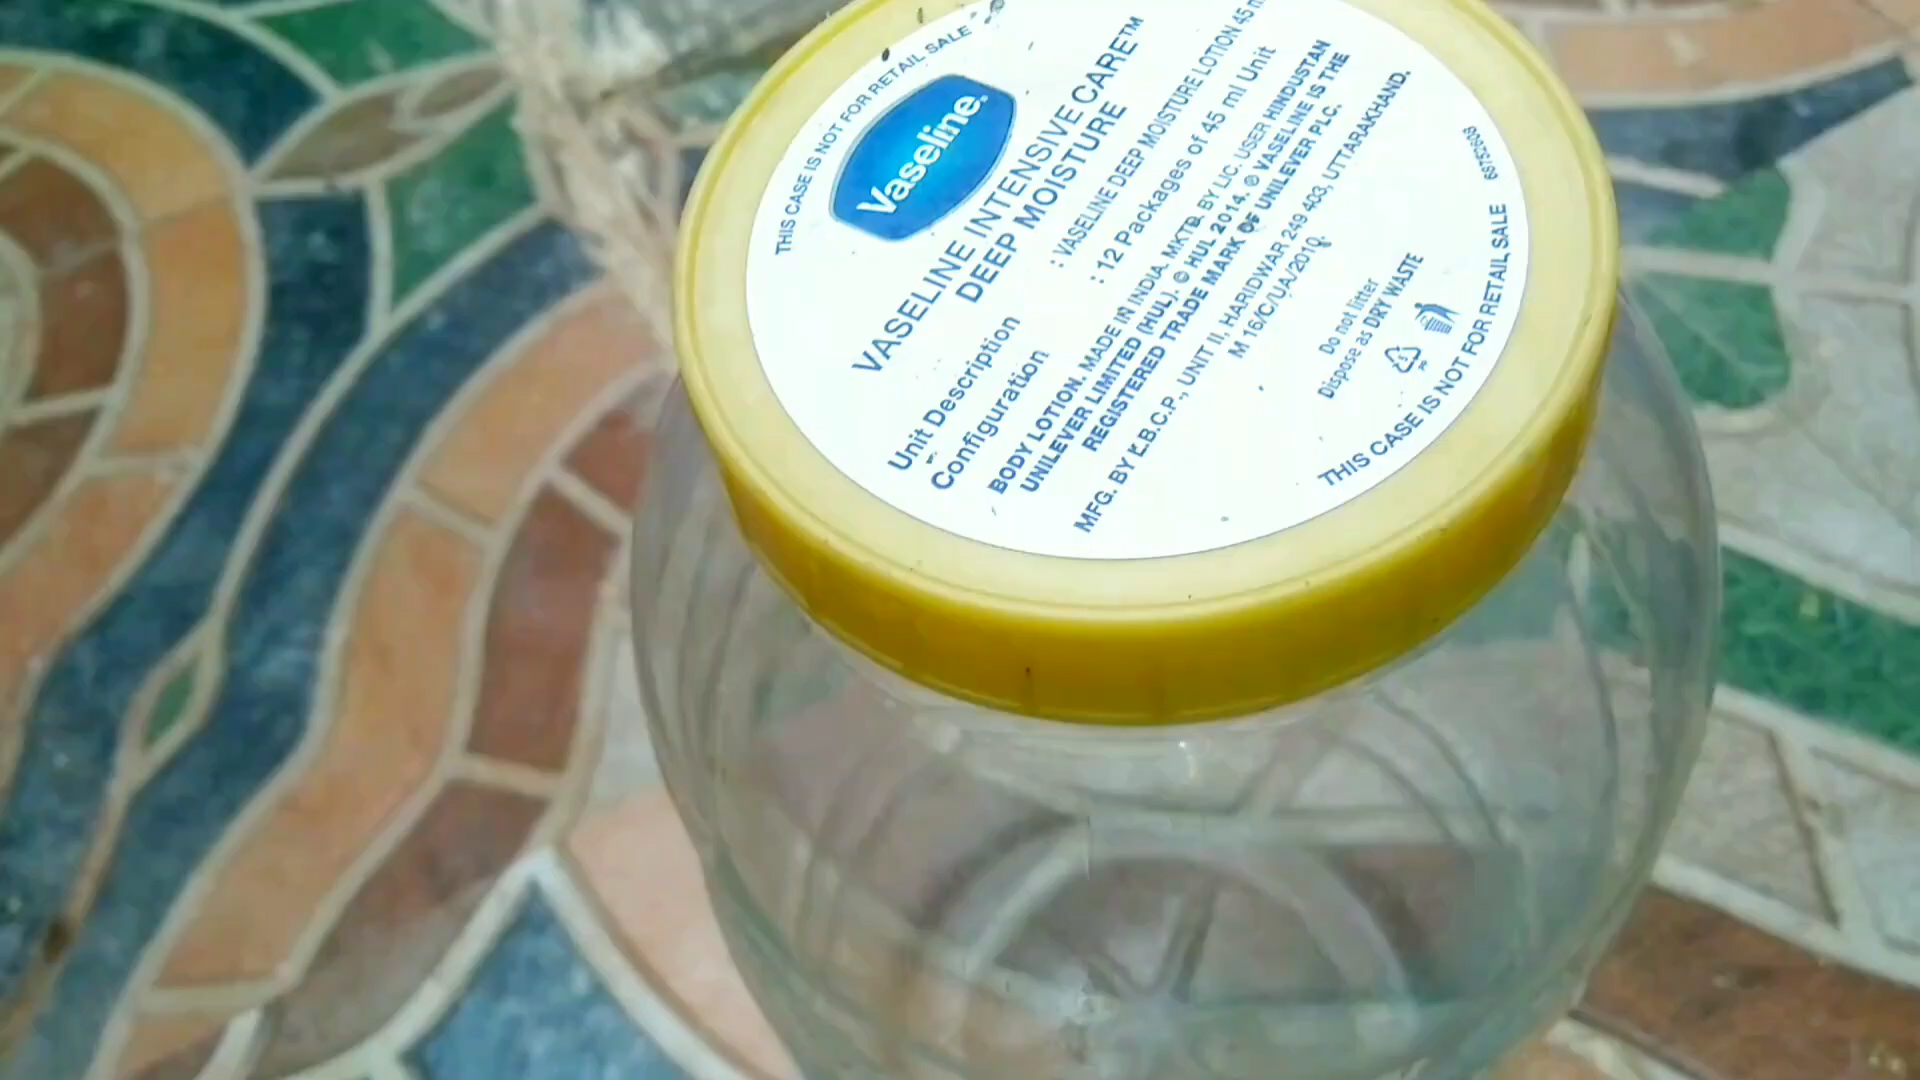 THIS CASE IS NOT FOR RETAIL SALE
Vaseline
VASELINE INTENSIVE CARE™
DEEP MOISTURE
Unit Description : VASELINE DEEP MOISTURE LOTION 45 ml
Configuration : 12 Packages of 45 ml Unit
BODY LOTION. MADE IN INDIA. MKTD. BY LIC. USER HINDUSTAN
UNILEVER LIMITED (HUL). © HUL 2014. ® VASELINE IS THE
REGISTERED TRADE MARK OF UNILEVER PLC.
MFG. BY E.B.C.P., UNIT II, HARIDWAR 249 403, UTTARAKHAND.
M 16/C/UA/2010.
Do not litter
Dispose as DRY WASTE
THIS CASE IS NOT FOR RETAIL SALE